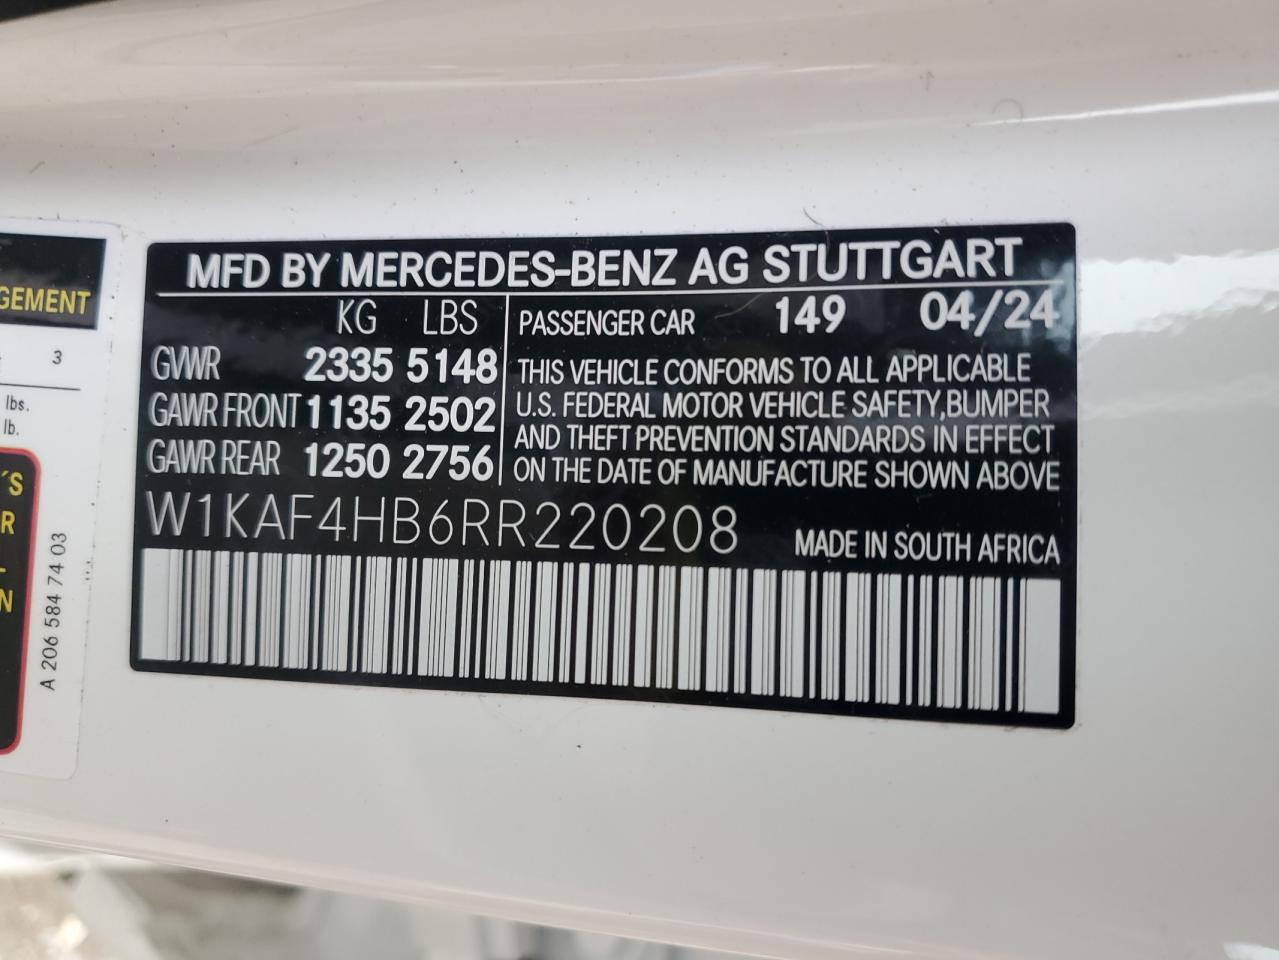 MFD BY MERCEDES-BENZ AG STUTTGART
KG LBS
GVWR 2335 5148
GAWR FRONT 1135 2502
GAWR REAR 1250 2756
PASSENGER CAR 149 04/24
THIS VEHICLE CONFORMS TO ALL APPLICABLE
U.S. FEDERAL MOTOR VEHICLE SAFETY,BUMPER
AND THEFT PREVENTION STANDARDS IN EFFECT
ON THE DATE OF MANUFACTURE SHOWN ABOVE
W1KAF4HB6RR220208
MADE IN SOUTH AFRICA
GEMENT
3
lbs.
lb.
´S
R
N
A 206 584 74 03